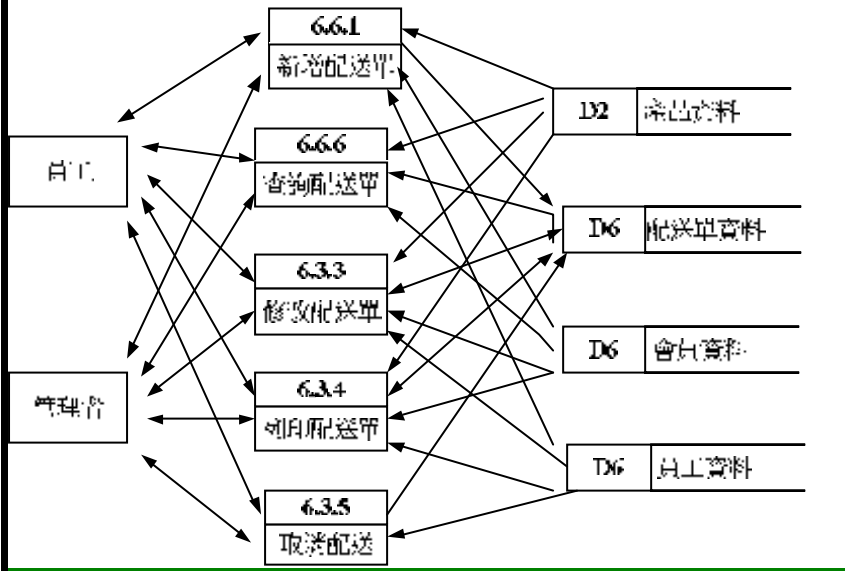 6.6.1
新增配送單
D2 產品資料
員工
6.6.6
查詢配送單
D6 配送單資料
6.3.3
修改配送單
D6 會員資料
管理者
6.3.4
列印配送單
D6 員工資料
6.3.5
取消配送